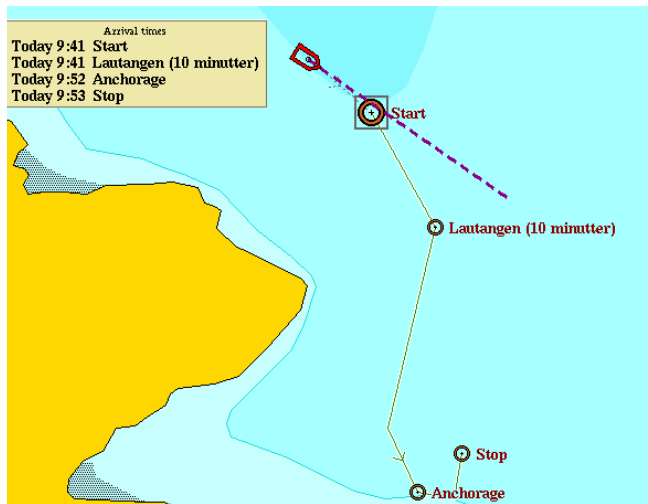 Arrival times
Today 9:41 Start
Today 9:41 Lautangen (10 minutter)
Today 9:52 Anchorage
Today 9:53 Stop
Start
Lautangen (10 minutter)
Stop
Anchorage